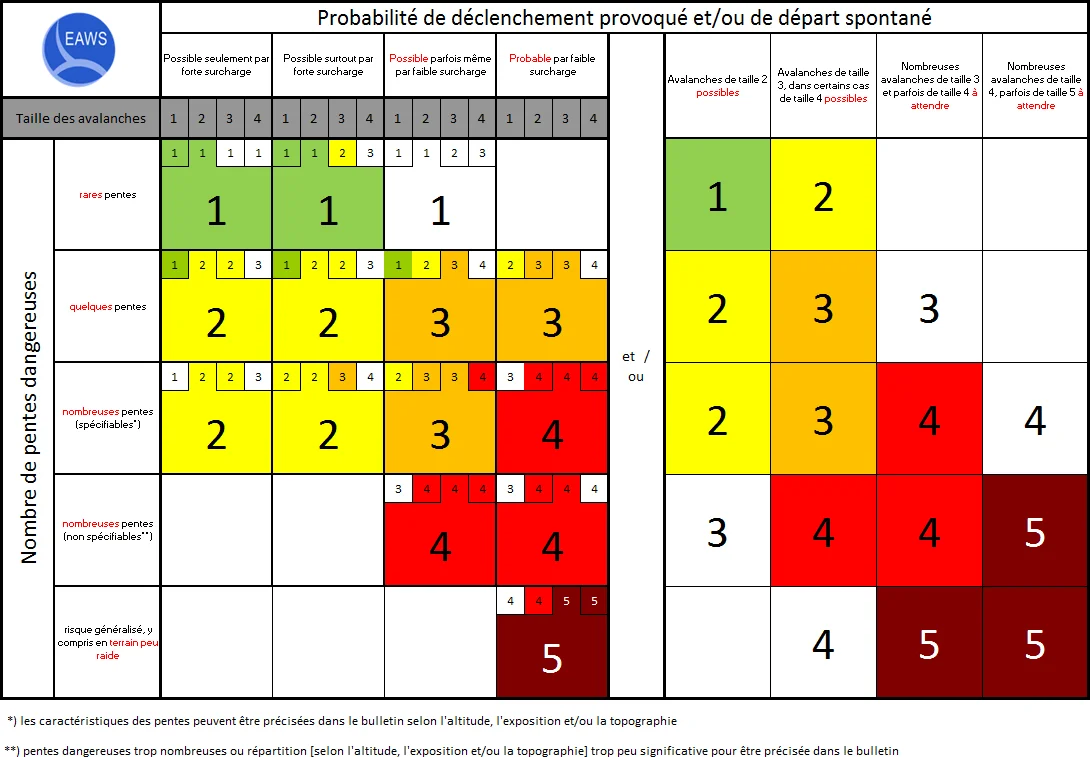 EAWS
Probabilité de déclenchement provoqué et/ou de départ spontané
Possible seulement par
forte surcharge
Possible surtout par
forte surcharge
Possible parfois même
par faible surcharge
Probable par faible
surcharge
Avalanches de taille 2
possibles
Avalanches de taille
3, dans certains cas
de taille 4 possibles
Nombreuses
avalanches de taille 3
et parfois de taille 4 à
attendre
Nombreuses
avalanches de taille
4, parfois de taille 5 à
attendre
Taille des avalanches
1 2 3 4 1 2 3 4 1 2 3 4 1 2 3 4
Nombre de pentes dangereuses
rares pentes
1 1 1 1 1 1 2 3 1 1 2 3
1 1 1
1 2
quelques pentes
1 2 2 3 1 2 2 3 1 2 3 4 2 3 3 4
2 2 3 3
2 3 3
et /
ou
nombreuses pentes
(spécifiables*)
1 2 2 3 2 2 3 4 2 3 3 4 3 4 4 4
2 2 3 4
2 3 4 4
nombreuses pentes
(non spécifiables**)
3 4 4 4 3 4 4 4
4 4
3 4 4 5
risque généralisé, y
compris en terrain peu
raide
4 4 5 5
5
4 5 5
*) les caractéristiques des pentes peuvent être précisées dans le bulletin selon l'altitude, l'exposition et/ou la topographie
**) pentes dangereuses trop nombreuses ou répartition [selon l'altitude, l'exposition et/ou la topographie] trop peu significative pour être précisée dans le bulletin